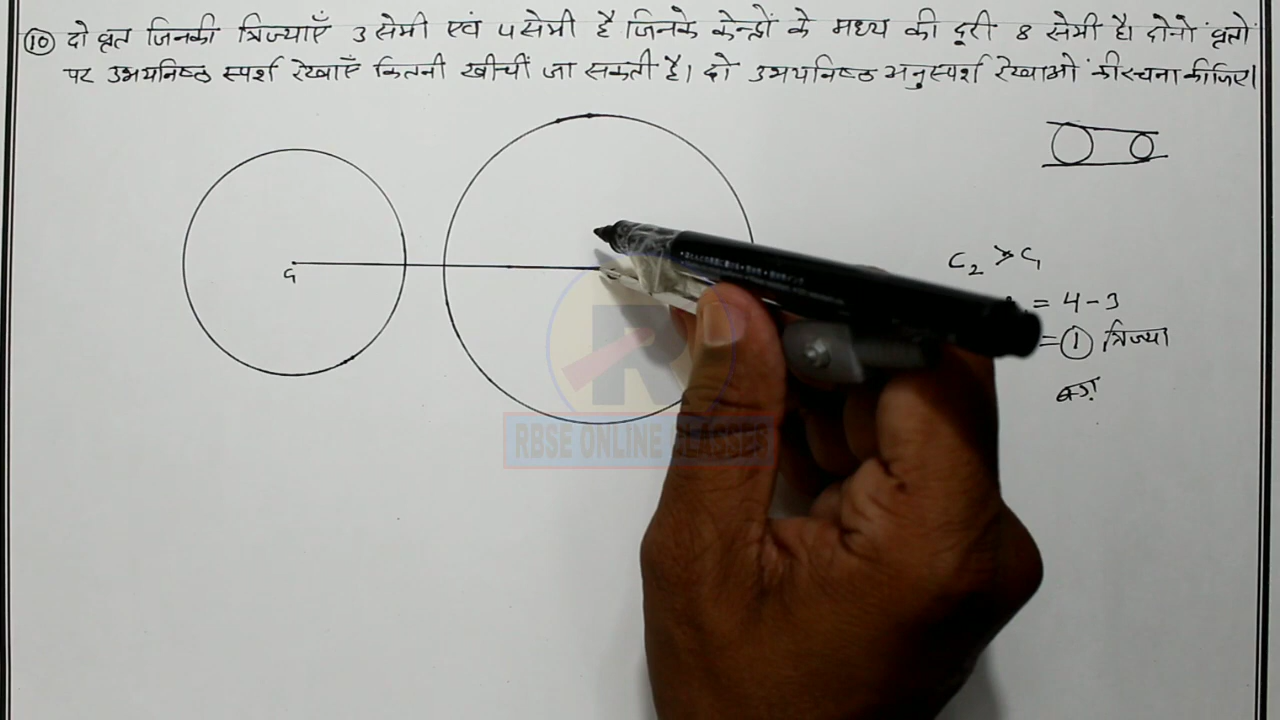 ⑩ दो वृत जिनकी त्रिज्याएँ 3 सेमी एवं 4 सेमी है जिनके केन्द्रों के मध्य की दूरी 8 सेमी है। दोनों वृतों
पर उभयनिष्ठ स्पर्श रेखाएँ कितनी खीचीं जा सकती है। दो उभयनिष्ठ अनुस्पर्श रेखाओं की रचना कीजिए।
C₁
C₂ > C₁
= 4 - 3
= ① त्रिज्या
RBSE ONLINE CLASSES